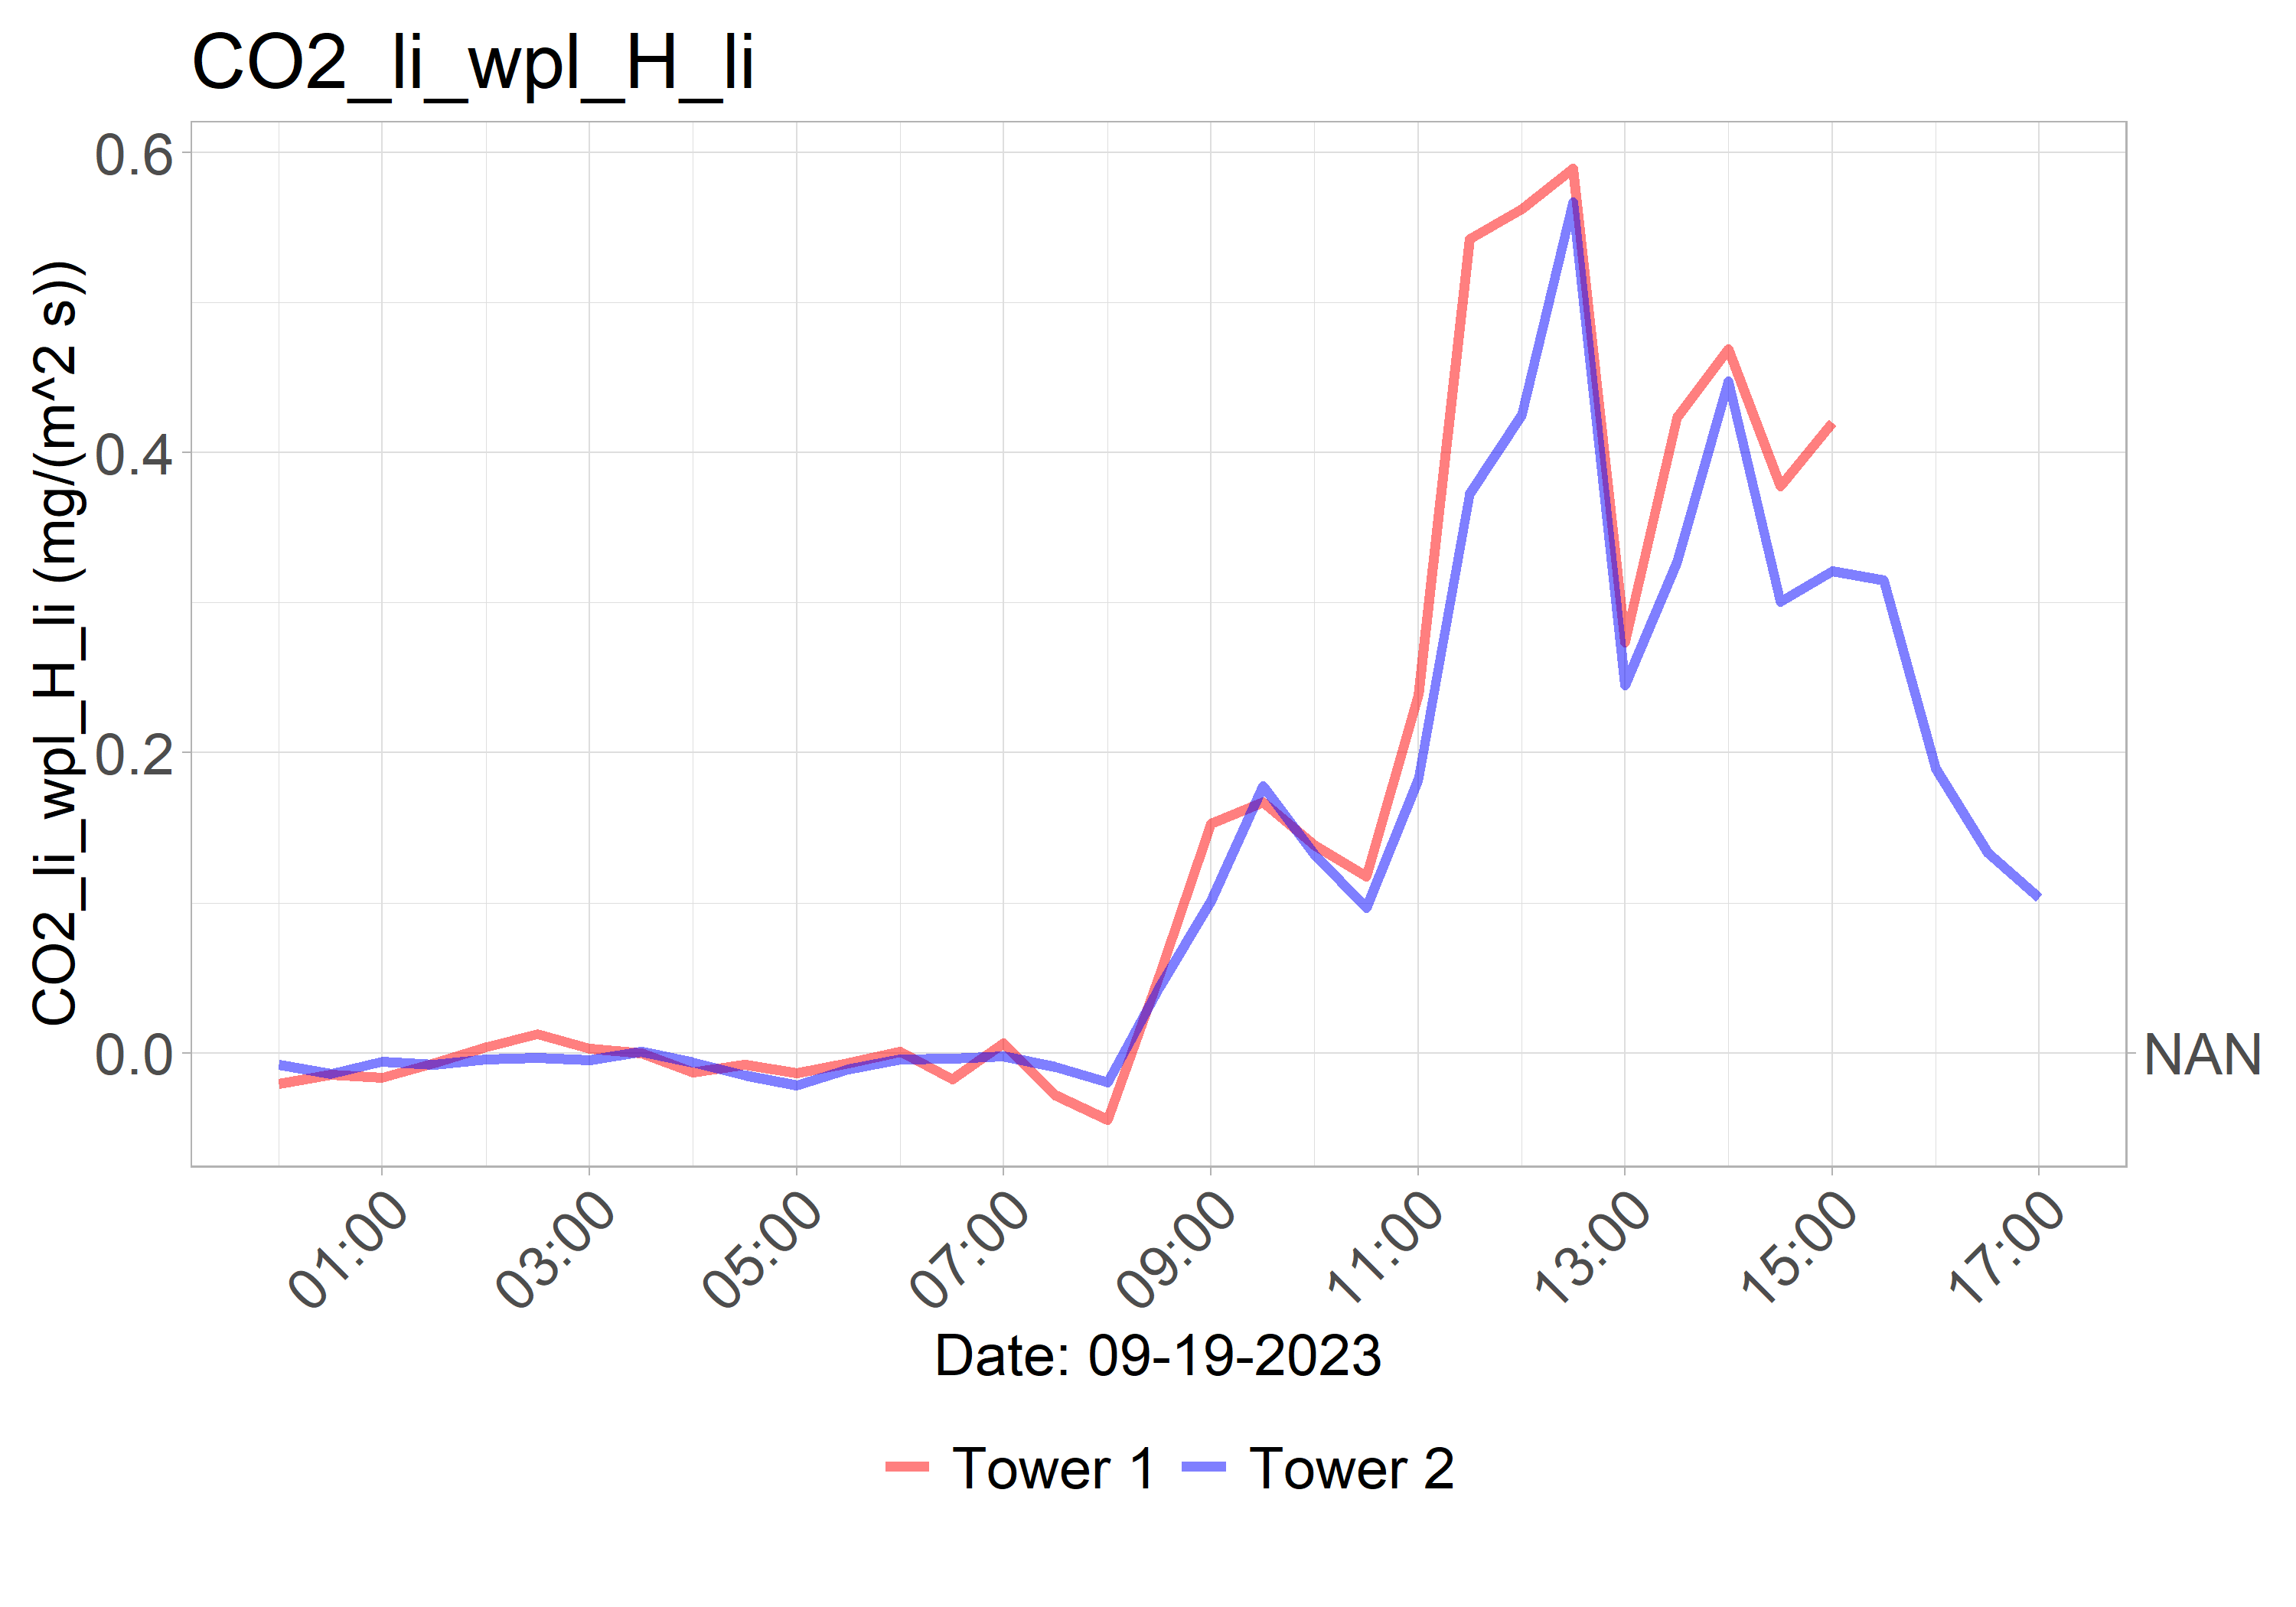 CO2_li_wpl_H_li
CO2_li_wpl_H_li (mg/(m^2 s))
0.6
0.4
0.2
0.0
NAN
01:00
03:00
05:00
07:00
09:00
11:00
13:00
15:00
17:00
Date: 09-19-2023
Tower 1
Tower 2